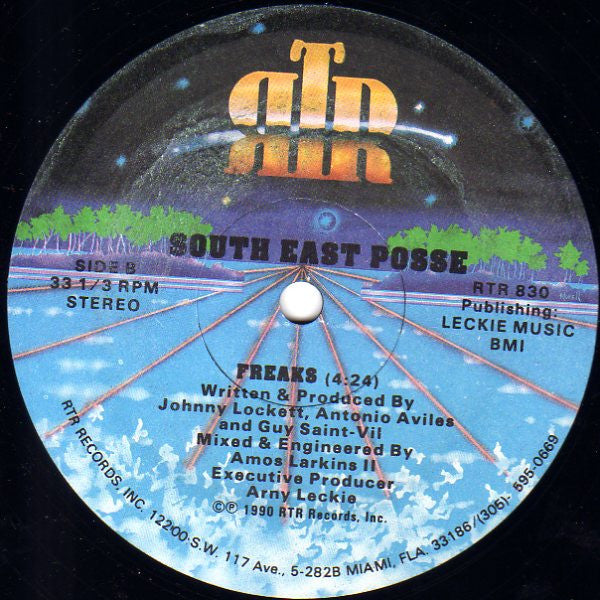 RTR
SOUTH EAST POSSE
SIDE B
33 1/3 RPM
STEREO
RTR 830
Publishing:
LECKIE MUSIC
BMI
FREAKS (4:24)
Written & Produced By
Johnny Lockett, Antonio Aviles
and Guy Saint-Vil
Mixed & Engineered By
Amos Larkins II
Executive Producer
Arny Leckie
©℗ 1990 RTR Records, Inc.
RTR RECORDS, INC. 12200·S.W. 117 Ave., 5-282B MIAMI, FLA. 33186/(305)- 595-0669